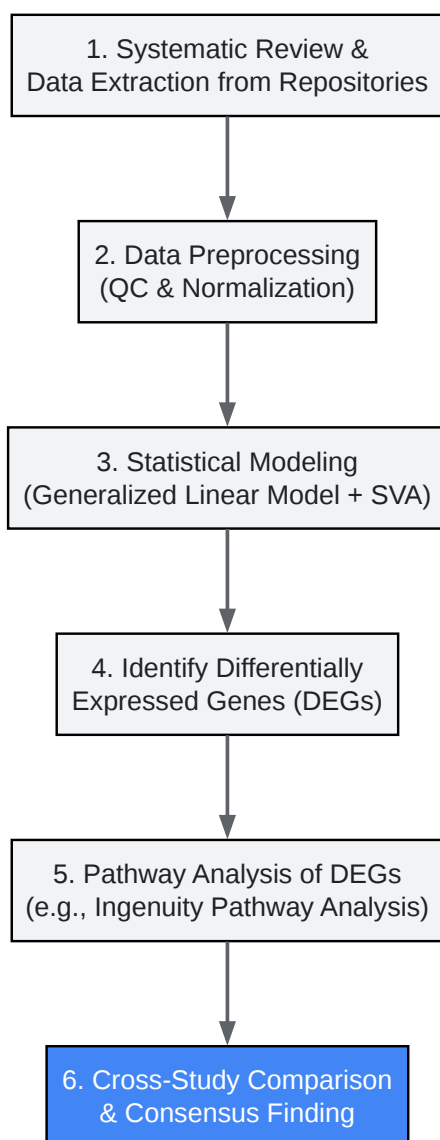 1. Systematic Review &
Data Extraction from Repositories
2. Data Preprocessing
(QC & Normalization)
3. Statistical Modeling
(Generalized Linear Model + SVA)
4. Identify Differentially
Expressed Genes (DEGs)
5. Pathway Analysis of DEGs
(e.g., Ingenuity Pathway Analysis)
6. Cross-Study Comparison
& Consensus Finding